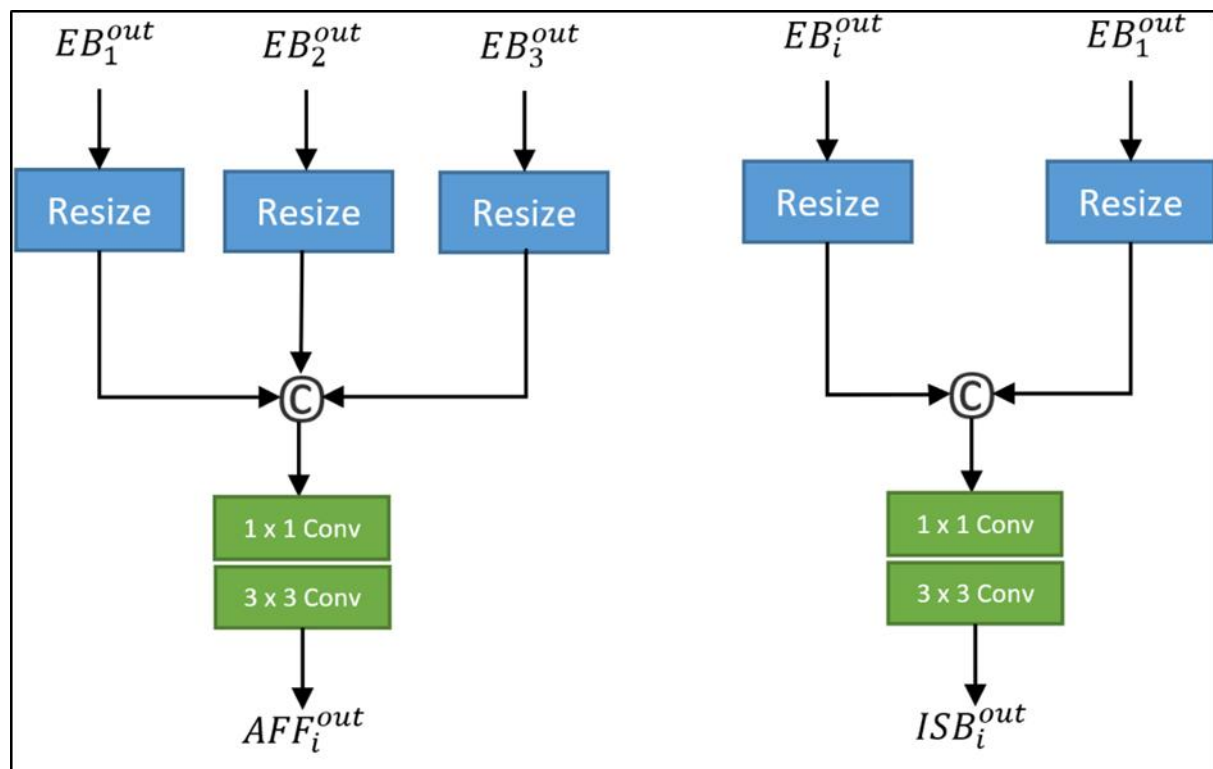 EB_1^{out} EB_2^{out} EB_3^{out} EB_i^{out} EB_1^{out}
Resize Resize Resize Resize Resize
C C
1 x 1 Conv 1 x 1 Conv
3 x 3 Conv 3 x 3 Conv
AFF_i^{out} ISB_i^{out}